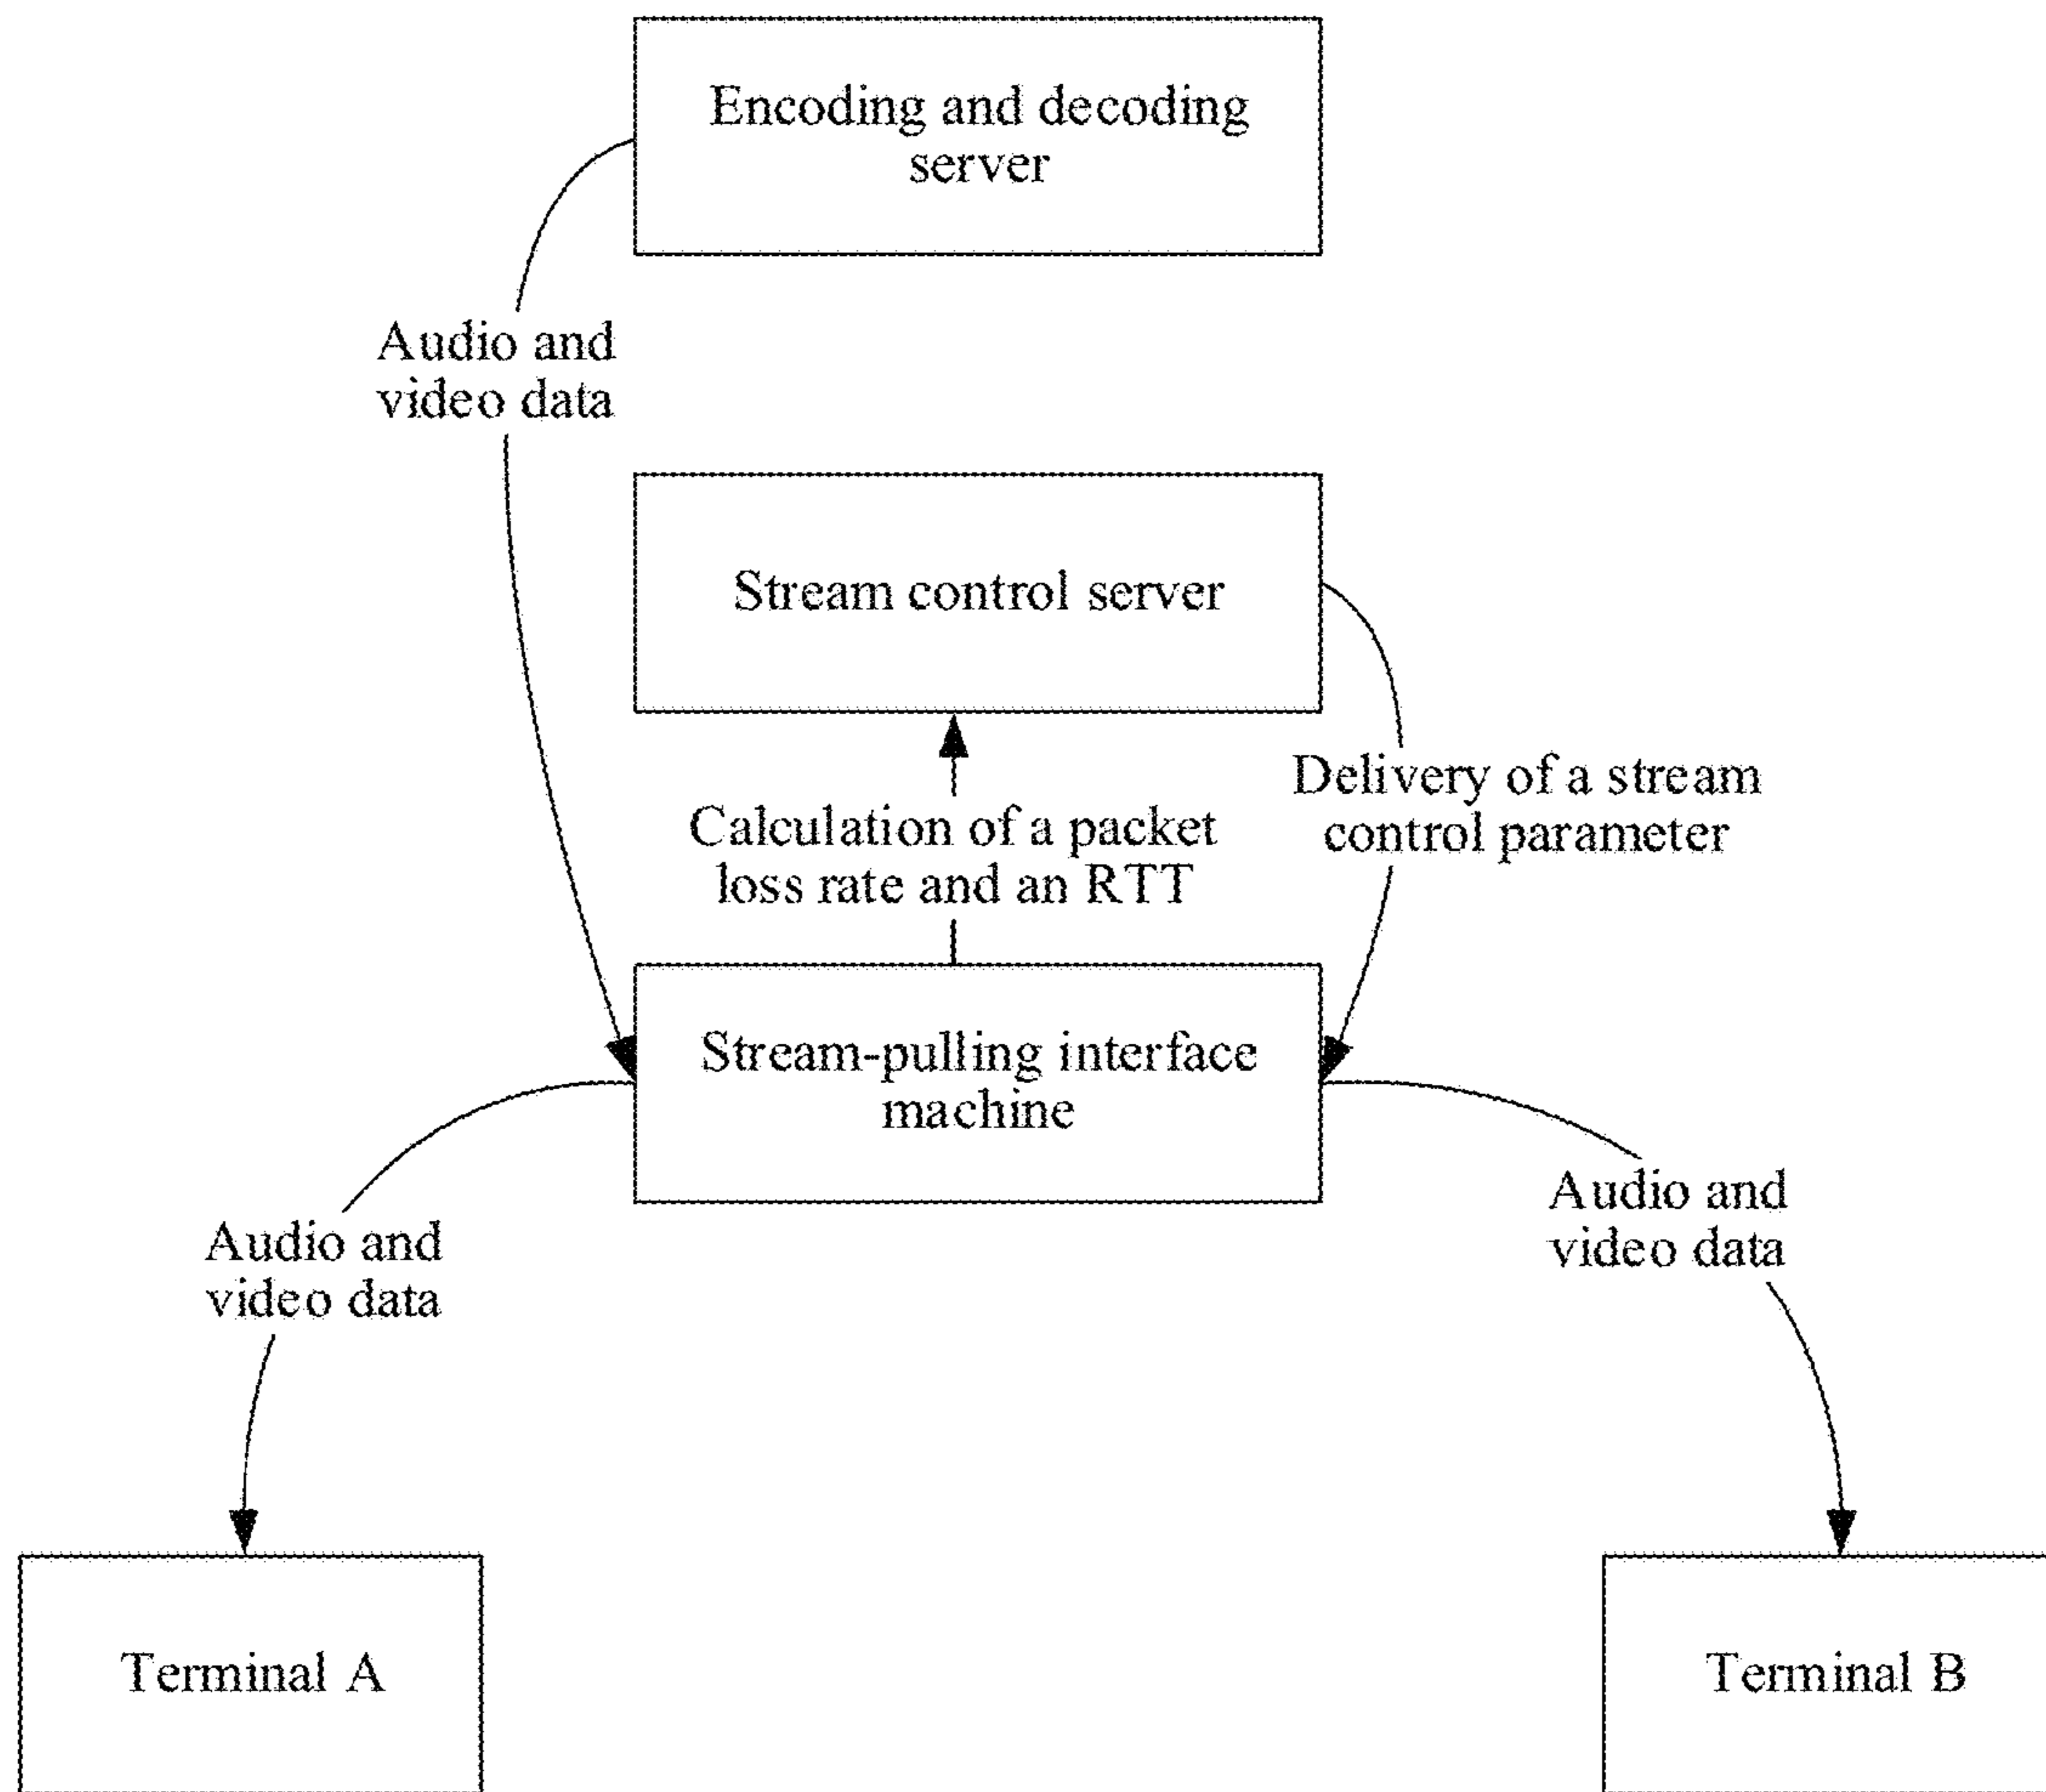 Encoding and decoding
server
Audio and
video data
Stream control server
Delivery of a stream
control parameter
Calculation of a packet
loss rate and an RTT
Stream-pulling interface
machine
Audio and
video data
Audio and
video data
Terminal A
Terminal B